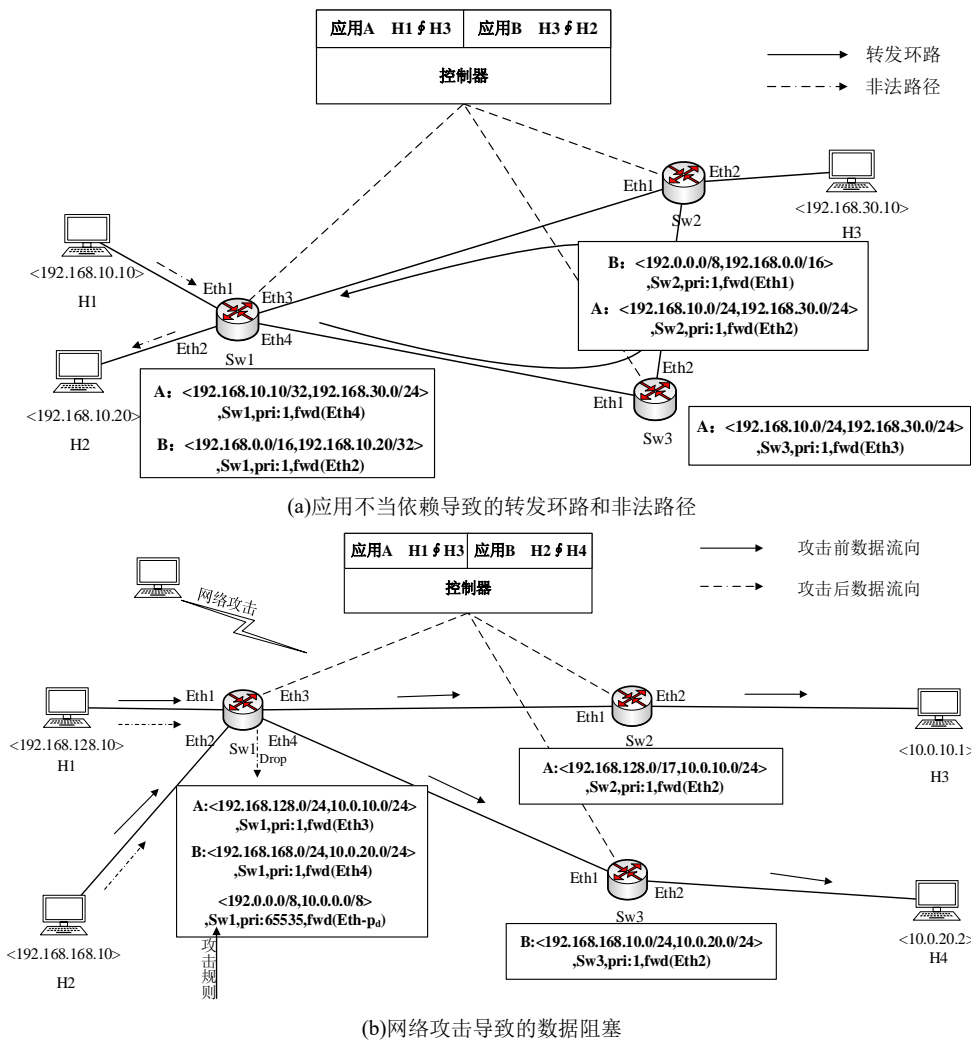 应用A H1∮H3
应用B H3∮H2
控制器
转发环路
非法路径
Eth2
Eth1
Sw2
<192.168.30.10>
H3
<192.168.10.10>
H1
Eth1
Eth3
Eth2
Eth4
Sw1
<192.168.10.20>
H2
B：<192.0.0.0/8,192.168.0.0/16>
,Sw2,pri:1,fwd(Eth1)
A：<192.168.10.0/24,192.168.30.0/24>
,Sw2,pri:1,fwd(Eth2)
Eth2
Eth1
Sw3
A：<192.168.10.10/32,192.168.30.0/24>
,Sw1,pri:1,fwd(Eth4)
B：<192.168.0.0/16,192.168.10.20/32>
,Sw1,pri:1,fwd(Eth2)
A：<192.168.10.0/24,192.168.30.0/24>
,Sw3,pri:1,fwd(Eth3)
(a)应用不当依赖导致的转发环路和非法路径
应用A H1∮H3
应用B H2∮H4
控制器
攻击前数据流向
攻击后数据流向
网络攻击
Eth1
Eth3
Eth2
Eth4
Sw1
Drop
<192.168.128.10>
H1
Eth2
Eth1
Sw2
<10.0.10.1>
H3
A:<192.168.128.0/17,10.0.10.0/24>
,Sw2,pri:1,fwd(Eth2)
A:<192.168.128.0/24,10.0.10.0/24>
,Sw1,pri:1,fwd(Eth3)
B:<192.168.168.0/24,10.0.20.0/24>
,Sw1,pri:1,fwd(Eth4)
<192.0.0.0/8,10.0.0.0/8>
,Sw1,pri:65535,fwd(Eth-pd)
攻击规则
<192.168.168.10>
H2
Eth1
Eth2
Sw3
<10.0.20.2>
H4
B:<192.168.168.10.0/24,10.0.20.0/24>
,Sw3,pri:1,fwd(Eth2)
(b)网络攻击导致的数据阻塞